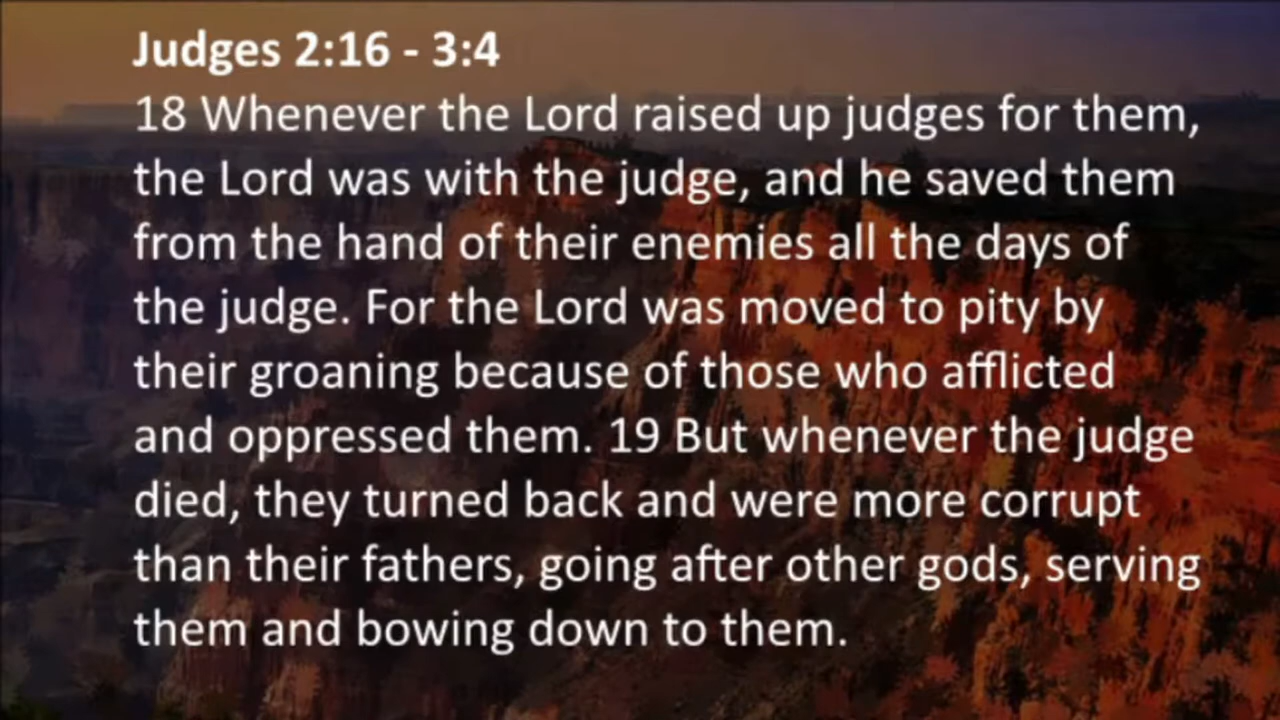 Judges 2:16 - 3:4
18 Whenever the Lord raised up judges for them,
the Lord was with the judge, and he saved them
from the hand of their enemies all the days of
the judge. For the Lord was moved to pity by
their groaning because of those who afflicted
and oppressed them. 19 But whenever the judge
died, they turned back and were more corrupt
than their fathers, going after other gods, serving
them and bowing down to them.